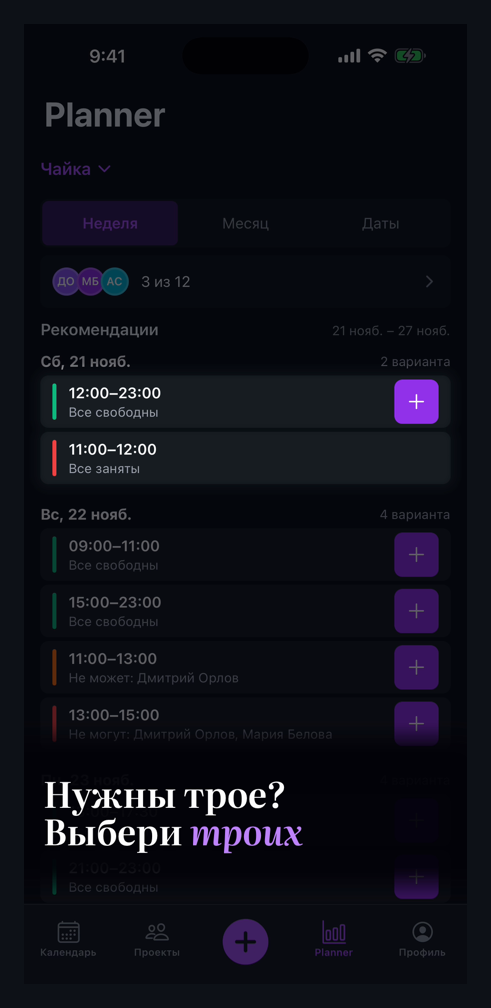 9:41
Planner
Чайка
Неделя Месяц Даты
ДО МБ АС 3 из 12
Рекомендации 21 нояб. – 27 нояб.
Сб, 21 нояб. 2 варианта
12:00–23:00
Все свободны
11:00–12:00
Все заняты
Вс, 22 нояб. 4 варианта
09:00–11:00
Все свободны
15:00–23:00
Все свободны
11:00–13:00
Не может: Дмитрий Орлов
13:00–15:00
Не могут: Дмитрий Орлов, Мария Белова
23 нояб.
Нужны трое?
Выбери троих
21:00–23:00
Все свободны
Календарь Проекты Planner Профиль